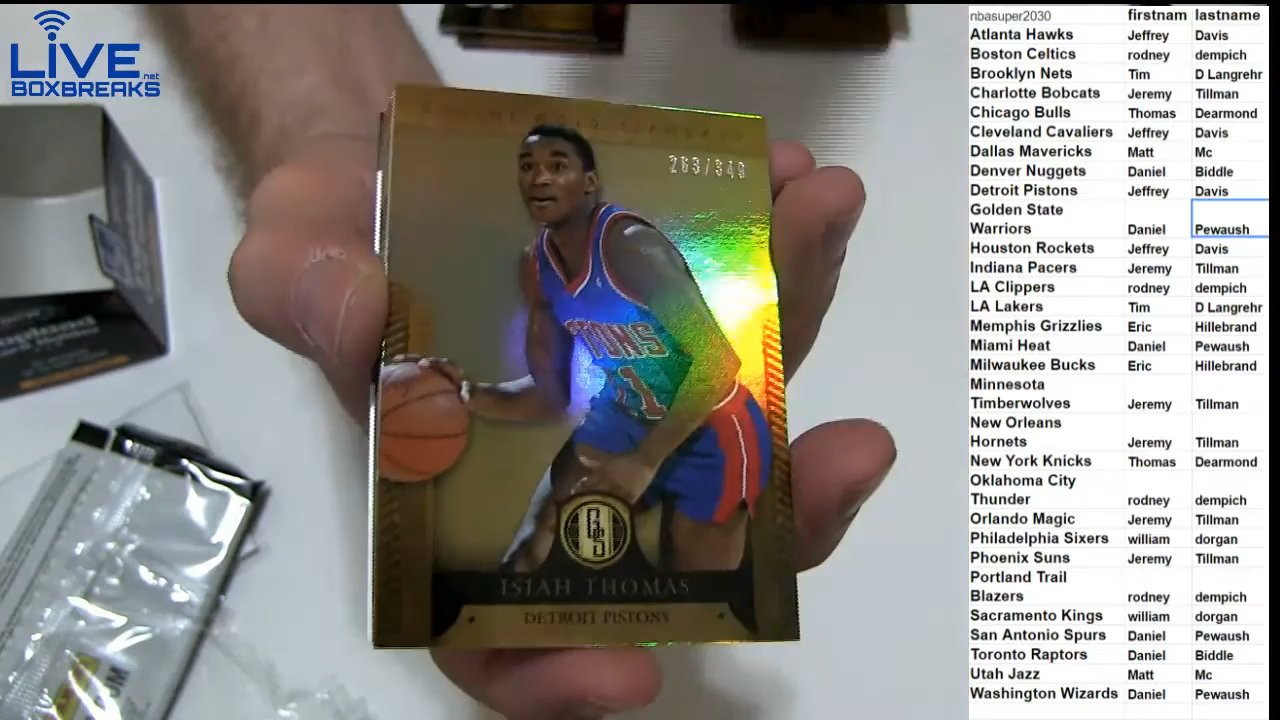 LIVE
.net
BOXBREAKS
263/349
11
GS
ISIAH THOMAS
DETROIT PISTONS
nbasuper2030 firstnam lastname
Atlanta Hawks Jeffrey Davis
Boston Celtics rodney dempich
Brooklyn Nets Tim D Langrehr
Charlotte Bobcats Jeremy Tillman
Chicago Bulls Thomas Dearmond
Cleveland Cavaliers Jeffrey Davis
Dallas Mavericks Matt Mc
Denver Nuggets Daniel Biddle
Detroit Pistons Jeffrey Davis
Golden State
Warriors Daniel Pewaush
Houston Rockets Jeffrey Davis
Indiana Pacers Jeremy Tillman
LA Clippers rodney dempich
LA Lakers Tim D Langrehr
Memphis Grizzlies Eric Hillebrand
Miami Heat Daniel Pewaush
Milwaukee Bucks Eric Hillebrand
Minnesota
Timberwolves Jeremy Tillman
New Orleans
Hornets Jeremy Tillman
New York Knicks Thomas Dearmond
Oklahoma City
Thunder rodney dempich
Orlando Magic Jeremy Tillman
Philadelphia Sixers william dorgan
Phoenix Suns Jeremy Tillman
Portland Trail
Blazers rodney dempich
Sacramento Kings william dorgan
San Antonio Spurs Daniel Pewaush
Toronto Raptors Daniel Biddle
Utah Jazz Matt Mc
Washington Wizards Daniel Pewaush